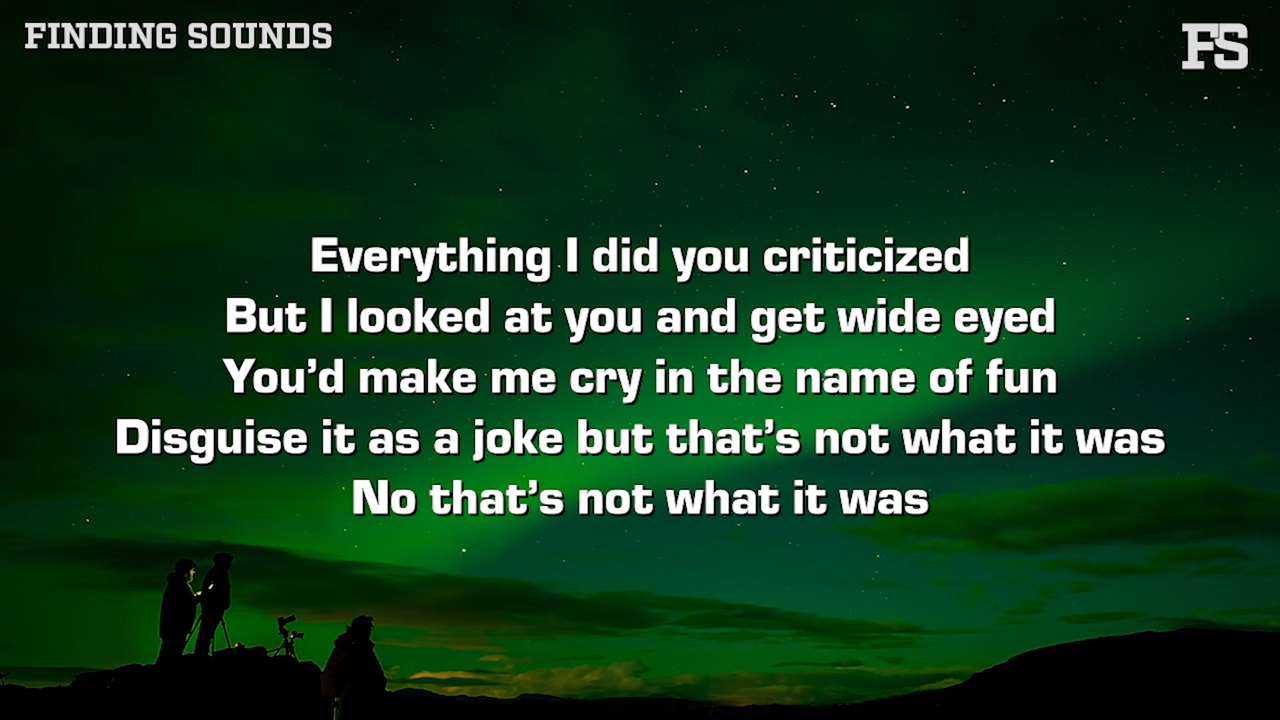 FINDING SOUNDS
FS
Everything I did you criticized
But I looked at you and get wide eyed
You’d make me cry in the name of fun
Disguise it as a joke but that’s not what it was
No that’s not what it was